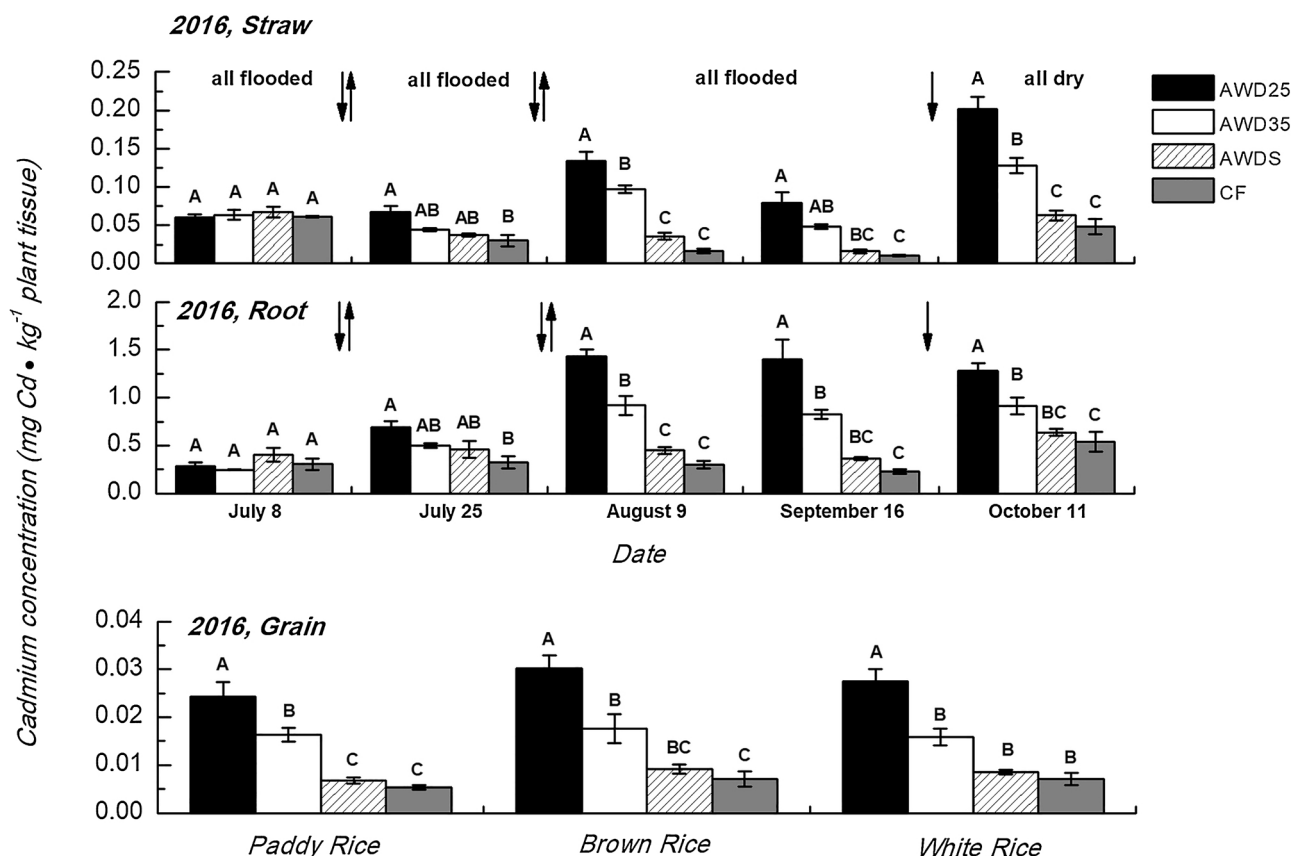 2016, Straw
all flooded all flooded all flooded all dry
0.25
0.20
0.15
0.10
0.05
0.00
A A A A
A AB AB B
A B C C
A AB BC C
A B C C
AWD25
AWD35
AWDS
CF
2016, Root
2.0
1.5
1.0
0.5
0.0
A A A A
A AB AB B
A B C C
A B BC C
A B BC C
July 8 July 25 August 9 September 16 October 11
Date
Cadmium concentration (mg Cd • kg⁻¹ plant tissue)
2016, Grain
0.04
0.03
0.02
0.01
0.00
A B C C
A B BC C
A B B B
Paddy Rice Brown Rice White Rice